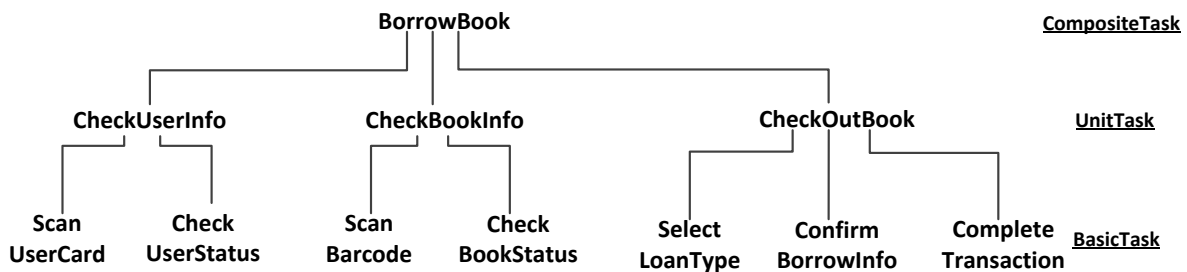 BorrowBook
CompositeTask
CheckUserInfo
CheckBookInfo
CheckOutBook
UnitTask
Scan
UserCard
Check
UserStatus
Scan
Barcode
Check
BookStatus
Select
LoanType
Confirm
BorrowInfo
Complete
Transaction
BasicTask